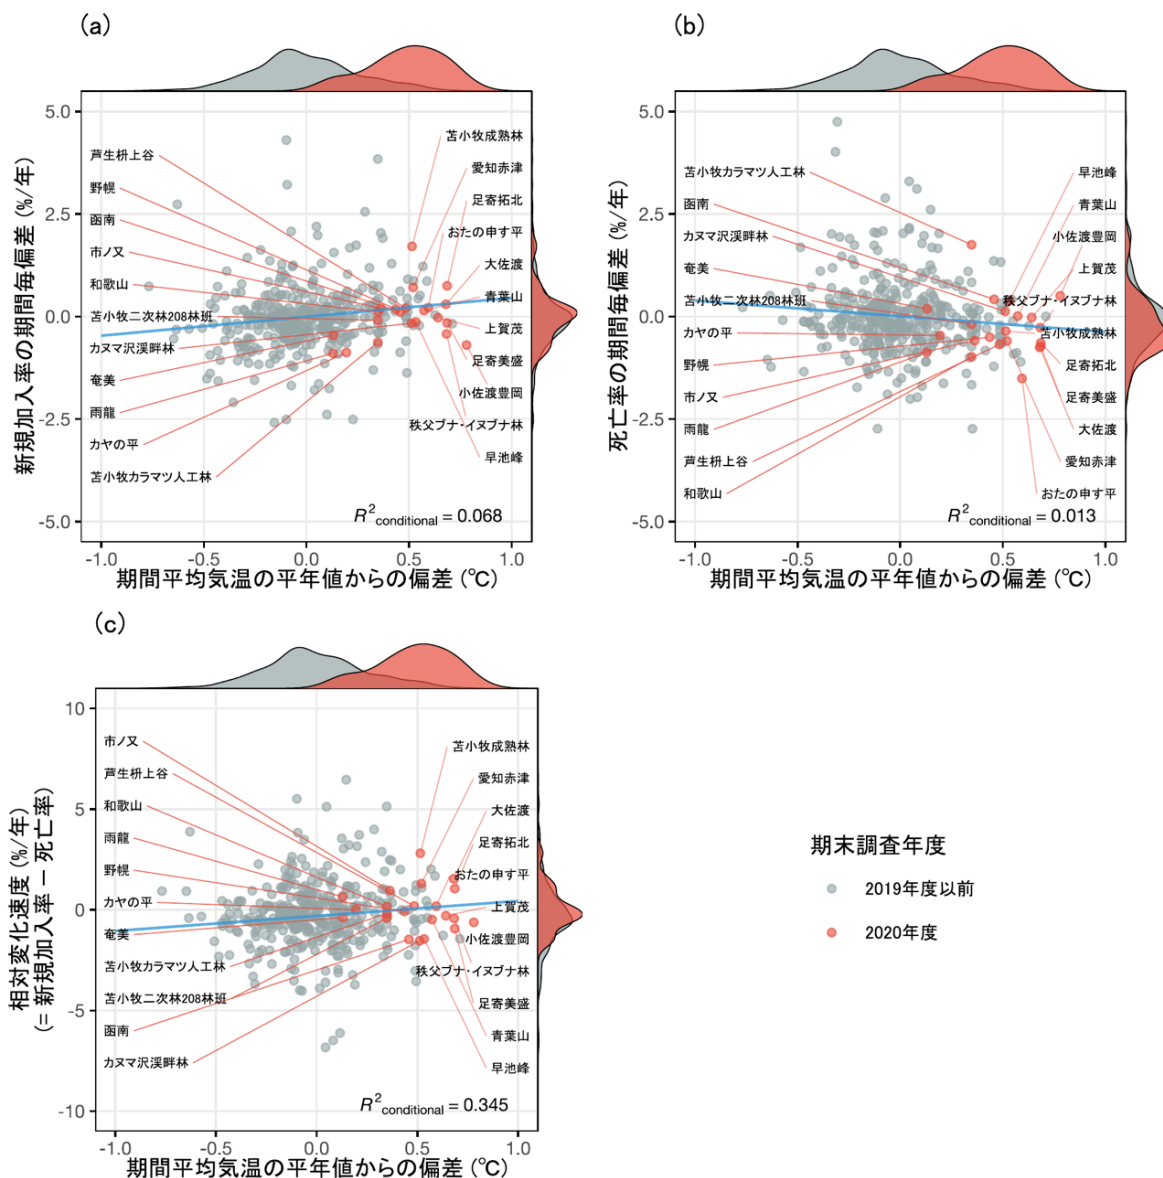 (a)
新規加入率の期間毎偏差 (%/年)
5.0
2.5
0.0
-2.5
-5.0
芦生枡上谷
野幌
函南
市ノ又
和歌山
苫小牧二次林208林班
カヌマ沢渓畔林
奄美
雨龍
カヤの平
苫小牧カラマツ人工林
苫小牧成熟林
愛知赤津
足寄拓北
おたの申す平
大佐渡
青葉山
上賀茂
足寄美盛
小佐渡豊岡
秩父ブナ・イヌブナ林
早池峰
R²conditional = 0.068
-1.0
-0.5
0.0
0.5
1.0
期間平均気温の平年値からの偏差 (℃)
(b)
死亡率の期間毎偏差 (%/年)
5.0
2.5
0.0
-2.5
-5.0
苫小牧カラマツ人工林
函南
カヌマ沢渓畔林
奄美
苫小牧二次林208林班
カヤの平
野幌
市ノ又
雨龍
芦生枡上谷
和歌山
早池峰
青葉山
小佐渡豊岡
上賀茂
秩父ブナ・イヌブナ林
苫小牧成熟林
足寄拓北
足寄美盛
大佐渡
愛知赤津
おたの申す平
R²conditional = 0.013
-1.0
-0.5
0.0
0.5
1.0
期間平均気温の平年値からの偏差 (℃)
(c)
相対変化速度 (%/年)
(= 新規加入率 − 死亡率)
10
5
0
-5
-10
市ノ又
芦生枡上谷
和歌山
雨龍
野幌
カヤの平
奄美
苫小牧カラマツ人工林
苫小牧二次林208林班
函南
カヌマ沢渓畔林
苫小牧成熟林
愛知赤津
大佐渡
足寄拓北
おたの申す平
上賀茂
小佐渡豊岡
秩父ブナ・イヌブナ林
足寄美盛
青葉山
早池峰
R²conditional = 0.345
-1.0
-0.5
0.0
0.5
1.0
期間平均気温の平年値からの偏差 (℃)
期末調査年度
2019年度以前
2020年度